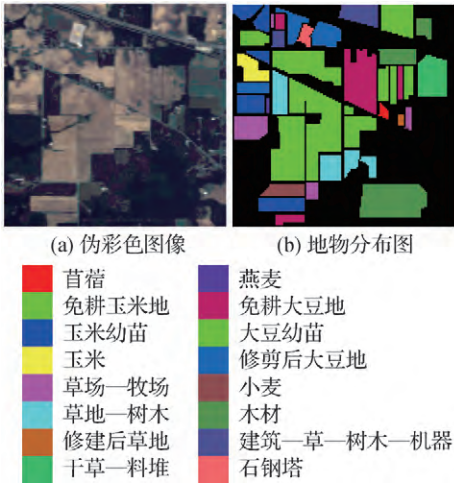 (a) 伪彩色图像
(b) 地物分布图
苜蓿
免耕玉米地
玉米幼苗
玉米
草场—牧场
草地—树木
修建后草地
干草—料堆
燕麦
免耕大豆地
大豆幼苗
修剪后大豆地
小麦
木材
建筑—草—树木—机器
石钢塔